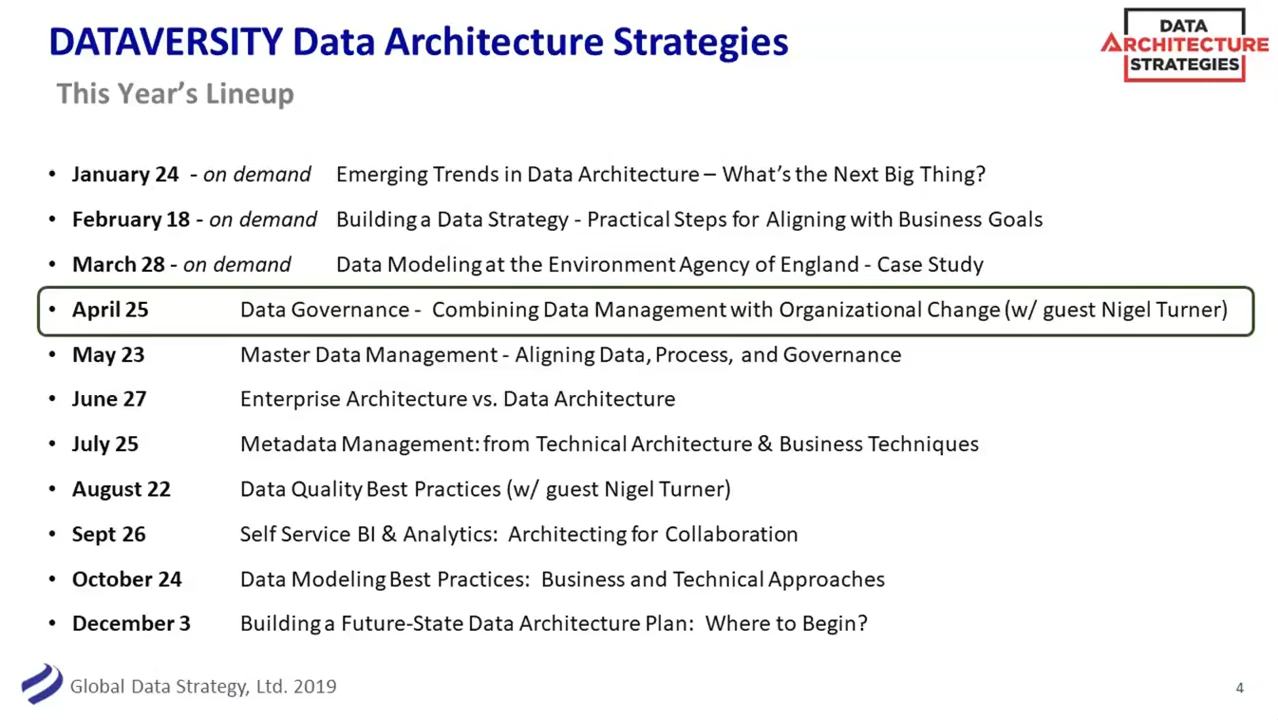 DATAVERSITY Data Architecture Strategies
DATA
ARCHITECTURE
STRATEGIES
This Year's Lineup
• January 24 - on demand Emerging Trends in Data Architecture – What's the Next Big Thing?
• February 18 - on demand Building a Data Strategy - Practical Steps for Aligning with Business Goals
• March 28 - on demand Data Modeling at the Environment Agency of England - Case Study
• April 25 Data Governance - Combining Data Management with Organizational Change (w/ guest Nigel Turner)
• May 23 Master Data Management - Aligning Data, Process, and Governance
• June 27 Enterprise Architecture vs. Data Architecture
• July 25 Metadata Management: from Technical Architecture & Business Techniques
• August 22 Data Quality Best Practices (w/ guest Nigel Turner)
• Sept 26 Self Service BI & Analytics: Architecting for Collaboration
• October 24 Data Modeling Best Practices: Business and Technical Approaches
• December 3 Building a Future-State Data Architecture Plan: Where to Begin?
Global Data Strategy, Ltd. 2019
4